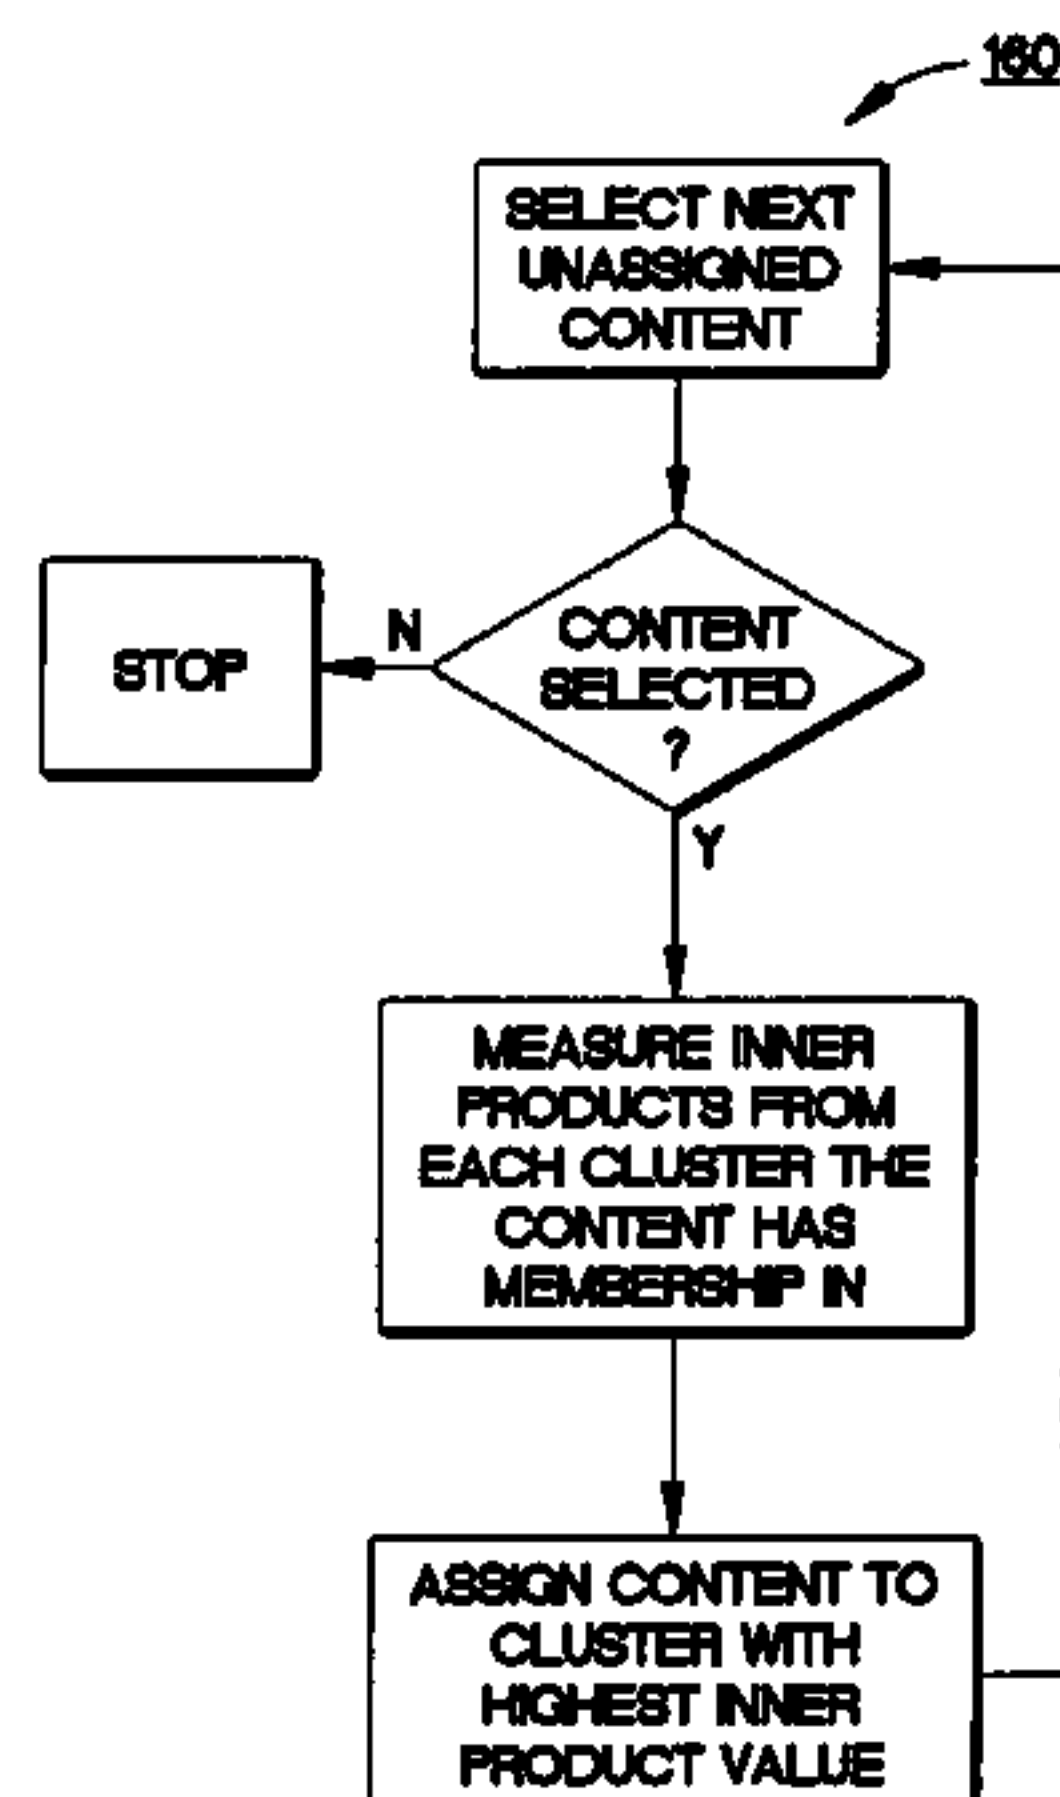 160
SELECT NEXT
UNASSIGNED
CONTENT
N
CONTENT
SELECTED
?
STOP
Y
MEASURE INNER
PRODUCTS FROM
EACH CLUSTER THE
CONTENT HAS
MEMBERSHIP IN
ASSIGN CONTENT TO
CLUSTER WITH
HIGHEST INNER
PRODUCT VALUE